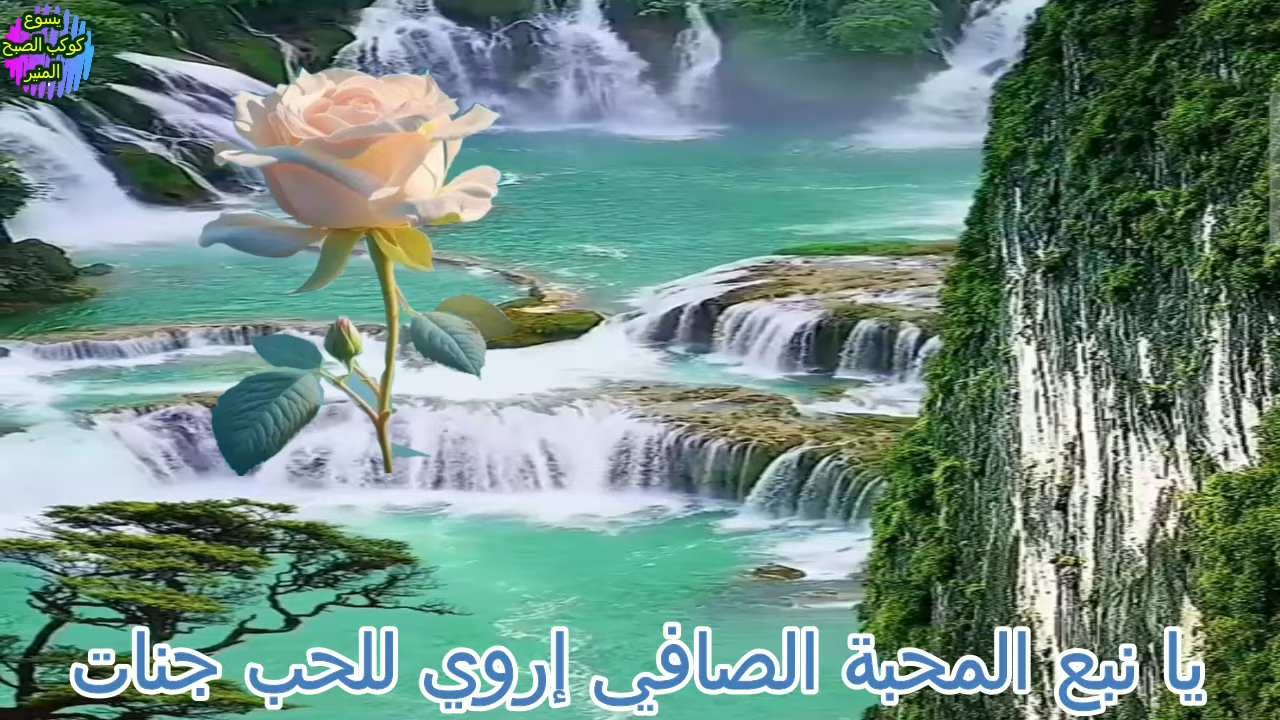 يسوع
كوكب الصبح
المنير
يا نبع المحبة الصافي إروي للحب جنات